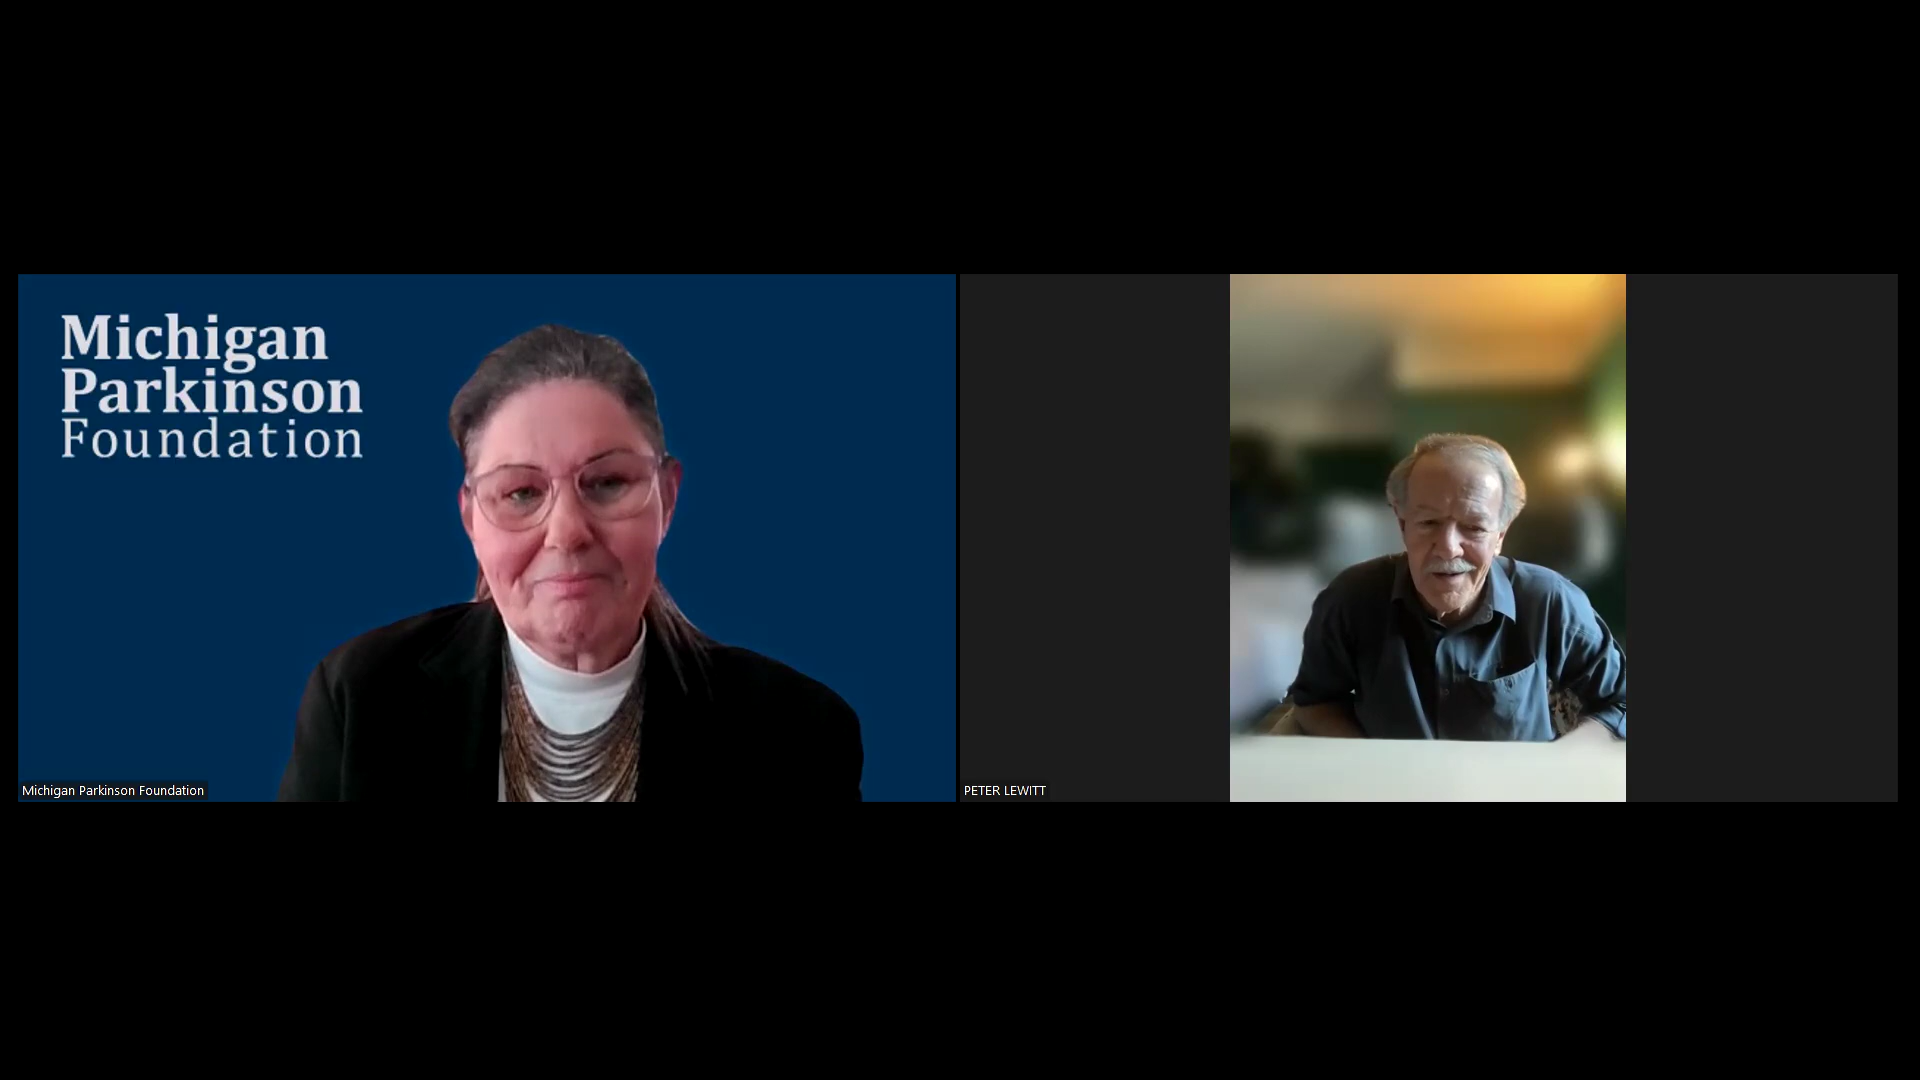 Michigan
Parkinson
Foundation
Michigan Parkinson Foundation
PETER LEWITT